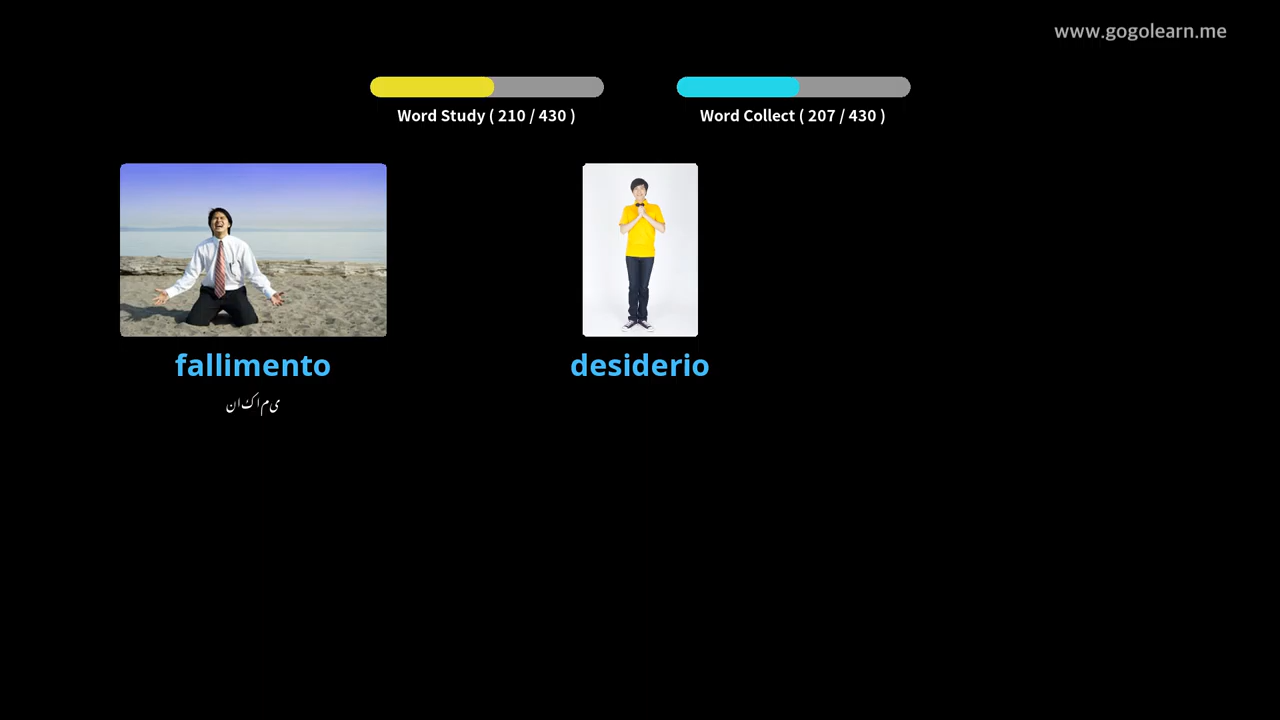 www.gogolearn.me
Word Study ( 210 / 430 )
Word Collect ( 207 / 430 )
fallimento
desiderio
ناکامی